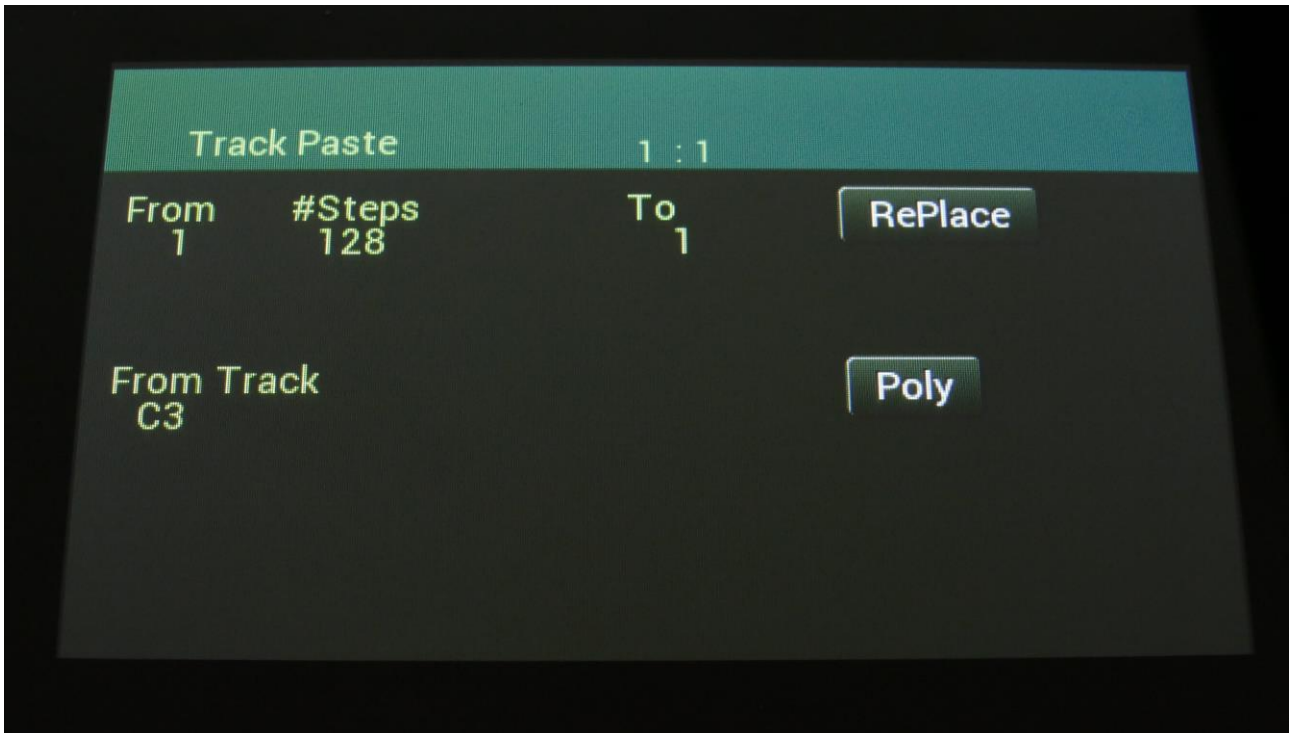 Track Paste 1 : 1
From #Steps To RePlace
1 128 1
From Track Poly
C3